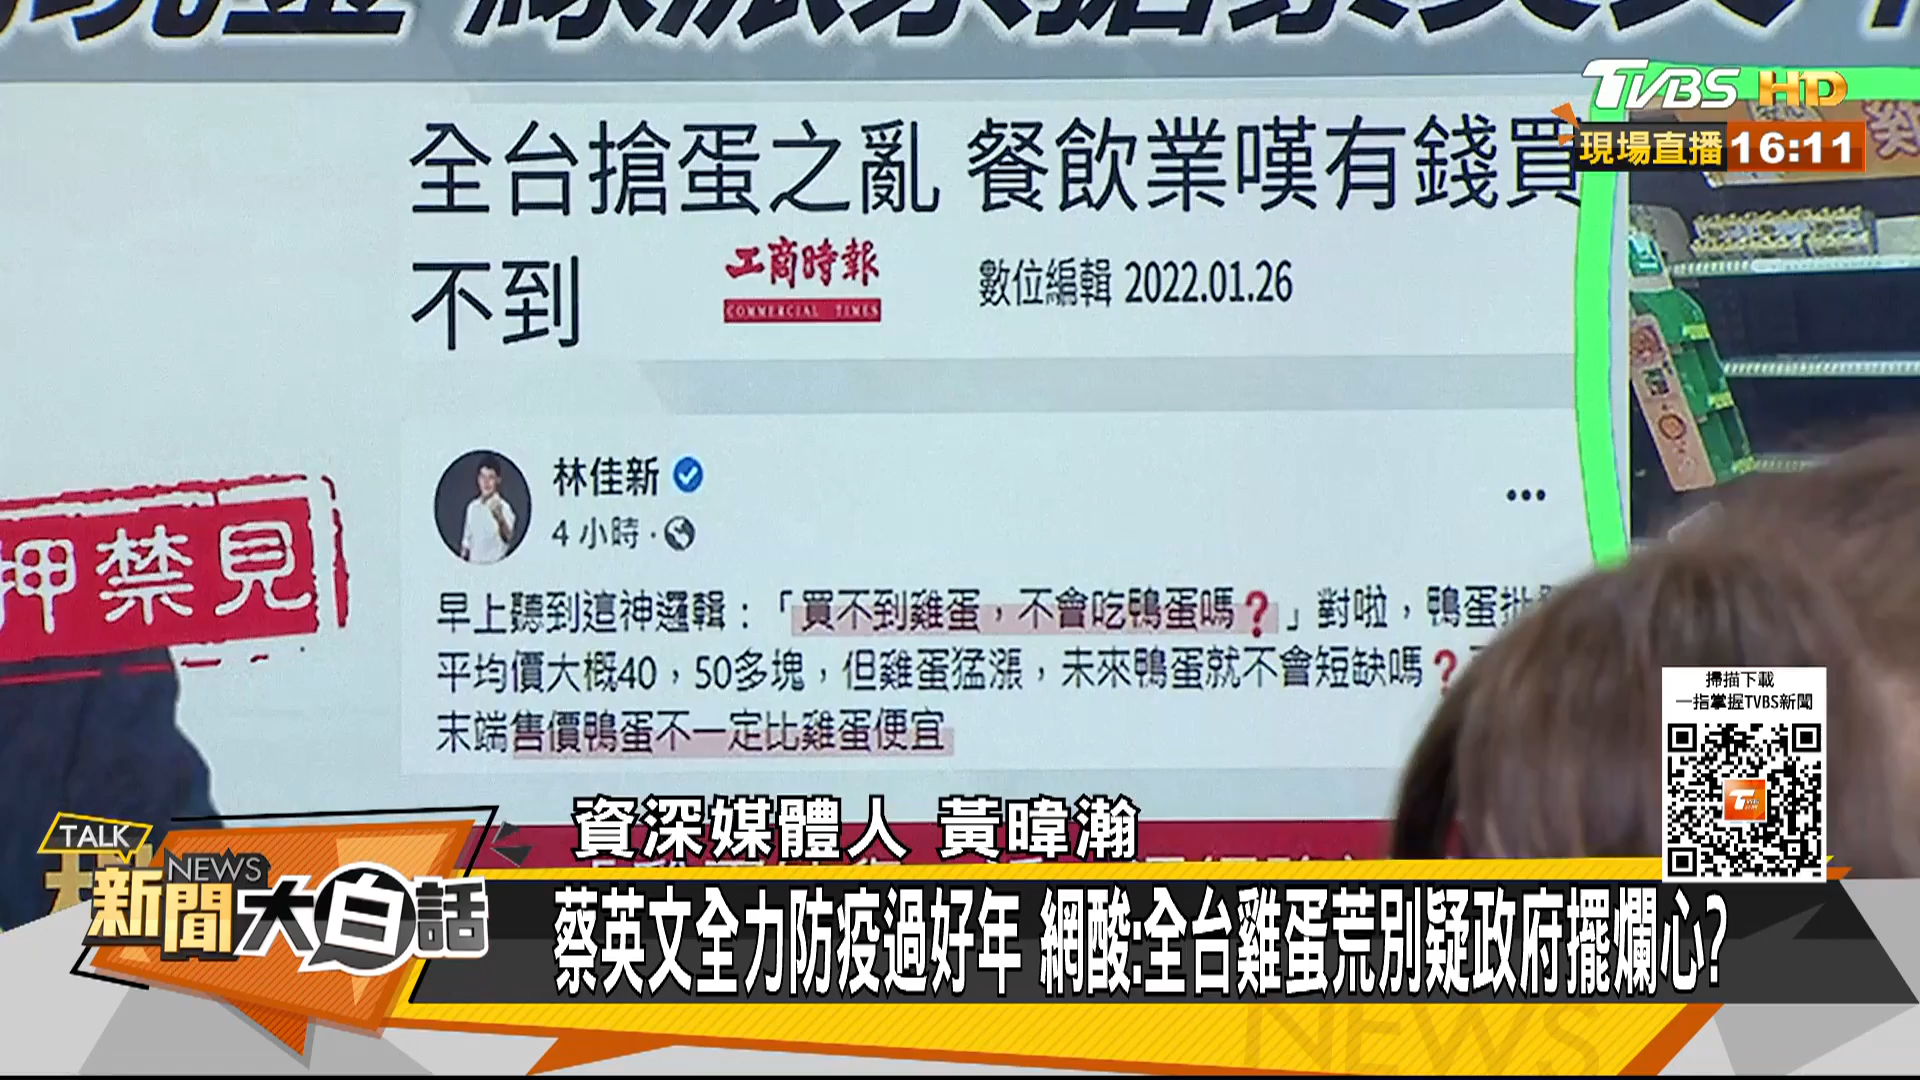 TVBS HD
現場直播 16:11
全台搶蛋之亂 餐飲業嘆有錢買
不到
工商時報
COMMERCIAL TIMES
數位編輯 2022.01.26
林佳新
4 小時
押禁見
早上聽到這神邏輯：「買不到雞蛋，不會吃鴨蛋嗎❓」對啦，鴨蛋批
平均價大概40，50多塊，但雞蛋猛漲，未來鴨蛋就不會短缺嗎❓
末端售價鴨蛋不一定比雞蛋便宜
掃描下載
一指掌握TVBS新聞
TALK
NEWS
新聞大白話
資深媒體人 黃暐瀚
蔡英文全力防疫過好年 網酸:全台雞蛋荒別疑政府擺爛心?
NEWS